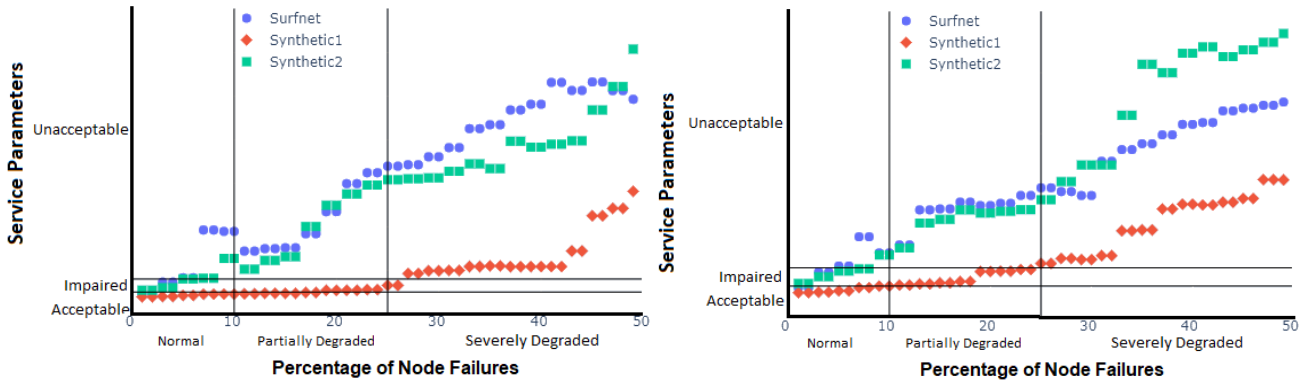 Surfnet
Synthetic1
Synthetic2
Service Parameters
Unacceptable
Impaired
Acceptable
0 10 20 30 40 50
Normal Partially Degraded Severely Degraded
Percentage of Node Failures
Surfnet
Synthetic1
Synthetic2
Service Parameters
Unacceptable
Impaired
Acceptable
0 10 20 30 40 50
Normal Partially Degraded Severely Degraded
Percentage of Node Failures